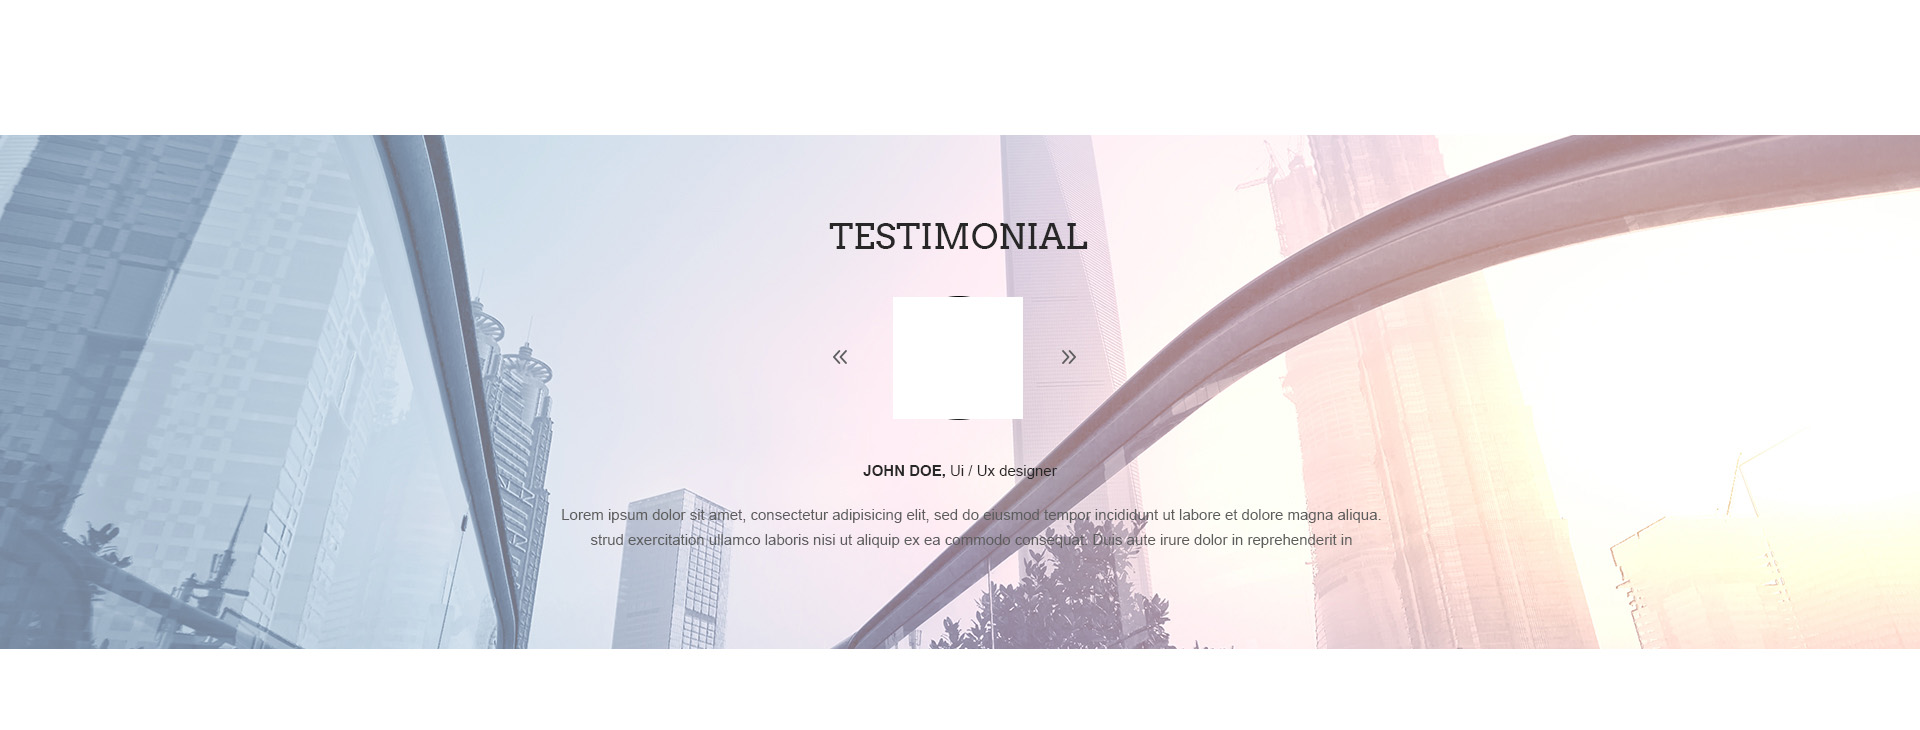 TESTIMONIAL
« »
JOHN DOE, Ui / Ux designer
Lorem ipsum dolor sit amet, consectetur adipisicing elit, sed do eiusmod tempor incididunt ut labore et dolore magna aliqua.
strud exercitation ullamco laboris nisi ut aliquip ex ea commodo consequat. Duis aute irure dolor in reprehenderit in